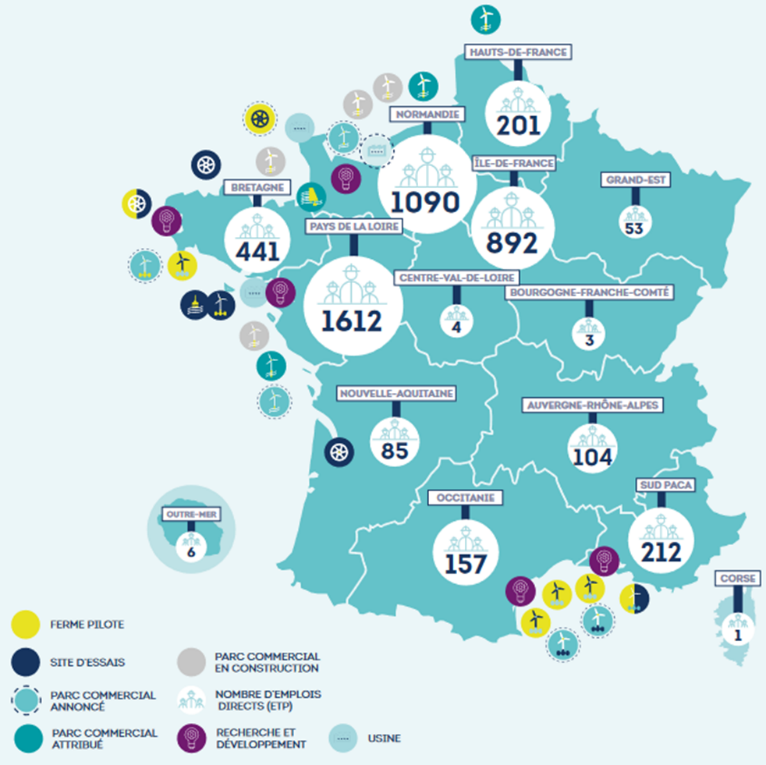 HAUTS-DE-FRANCE
201
NORMANDIE
1090
ÎLE-DE-FRANCE
892
GRAND-EST
53
BRETAGNE
441
PAYS DE LA LOIRE
1612
CENTRE-VAL-DE-LOIRE
4
BOURGOGNE-FRANCHE-COMTÉ
3
NOUVELLE-AQUITAINE
85
AUVERGNE-RHÔNE-ALPES
104
OCCITANIE
157
SUD PACA
212
OUTRE-MER
6
CORSE
1
FERME PILOTE
SITE D'ESSAIS
PARC COMMERCIAL
ANNONCÉ
PARC COMMERCIAL
ATTRIBUÉ
PARC COMMERCIAL
EN CONSTRUCTION
NOMBRE D'EMPLOIS
DIRECTS (ETP)
RECHERCHE ET
DÉVELOPPEMENT
USINE